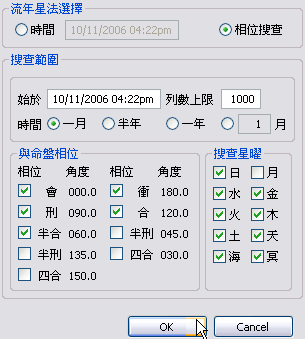 流年星法選擇
時間 10/11/2006 04:22pm 相位搜查
搜查範圍
始於 10/11/2006 04:22pm 列數上限 1000
時間 一月 半年 一年 1 月
與命盤相位
相位 角度 相位 角度
會 000.0 衝 180.0
刑 090.0 合 120.0
半合 060.0 半刑 045.0
半刑 135.0 四合 030.0
四合 150.0
搜查星曜
日 月
水 金
火 木
土 天
海 冥
OK Cancel